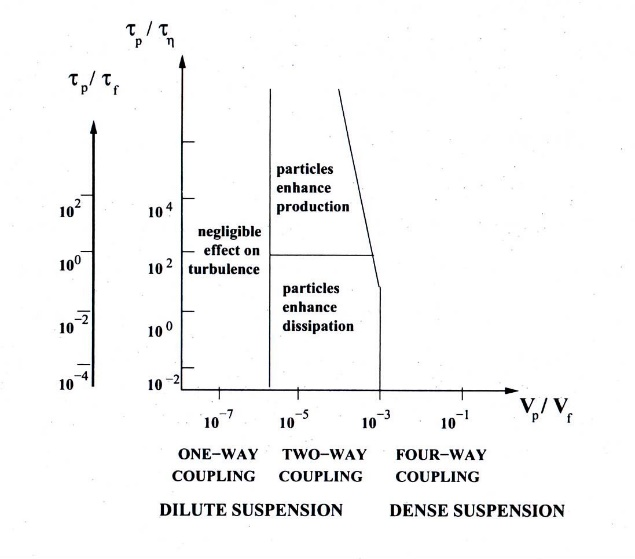 τp / τη
τp / τf
particles
enhance
production
negligible
effect on
turbulence
particles
enhance
dissipation
10^2
10^0
10^-2
10^-4
10^4
10^2
10^0
10^-2
10^-7
10^-5
10^-3
10^-1
Vp / Vf
ONE-WAY TWO-WAY FOUR-WAY
COUPLING COUPLING COUPLING
DILUTE SUSPENSION DENSE SUSPENSION